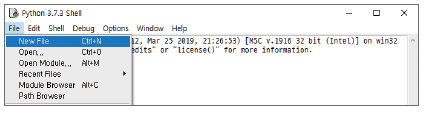 Python 3.7.3 Shell
File Edit Shell Debug Options Window Help
New File Ctrl+N
12, Mar 25 2019, 21:26:53) [MSC v.1916 32 bit (Intel)] on win32
Open... Ctrl+O
edits" or "license()" for more information.
Open Module... Alt+M
Recent Files
Module Browser Alt+C
Path Browser